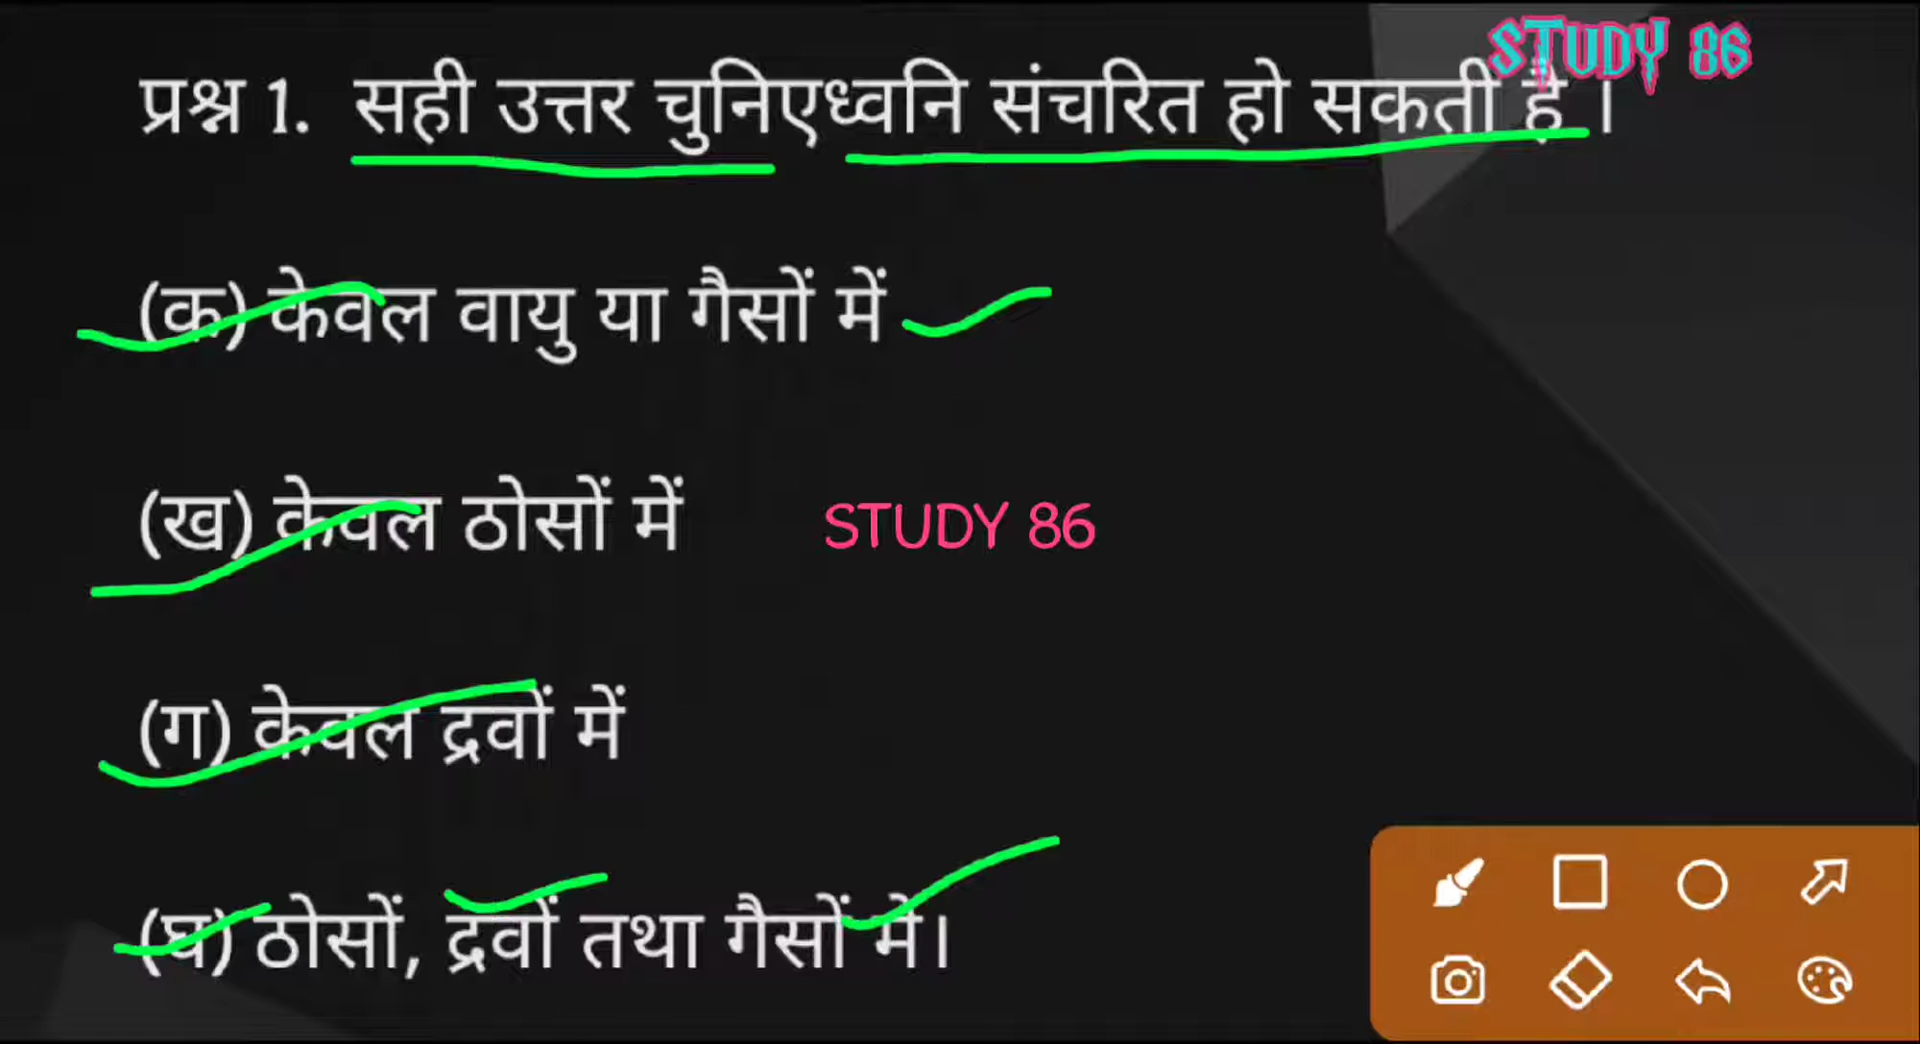 STUDY 86
प्रश्न 1. सही उत्तर चुनिएध्वनि संचरित हो सकती है ।
(क) केवल वायु या गैसों में
(ख) केवल ठोसों में
STUDY 86
(ग) केवल द्रवों में
(घ) ठोसों, द्रवों तथा गैसों में।